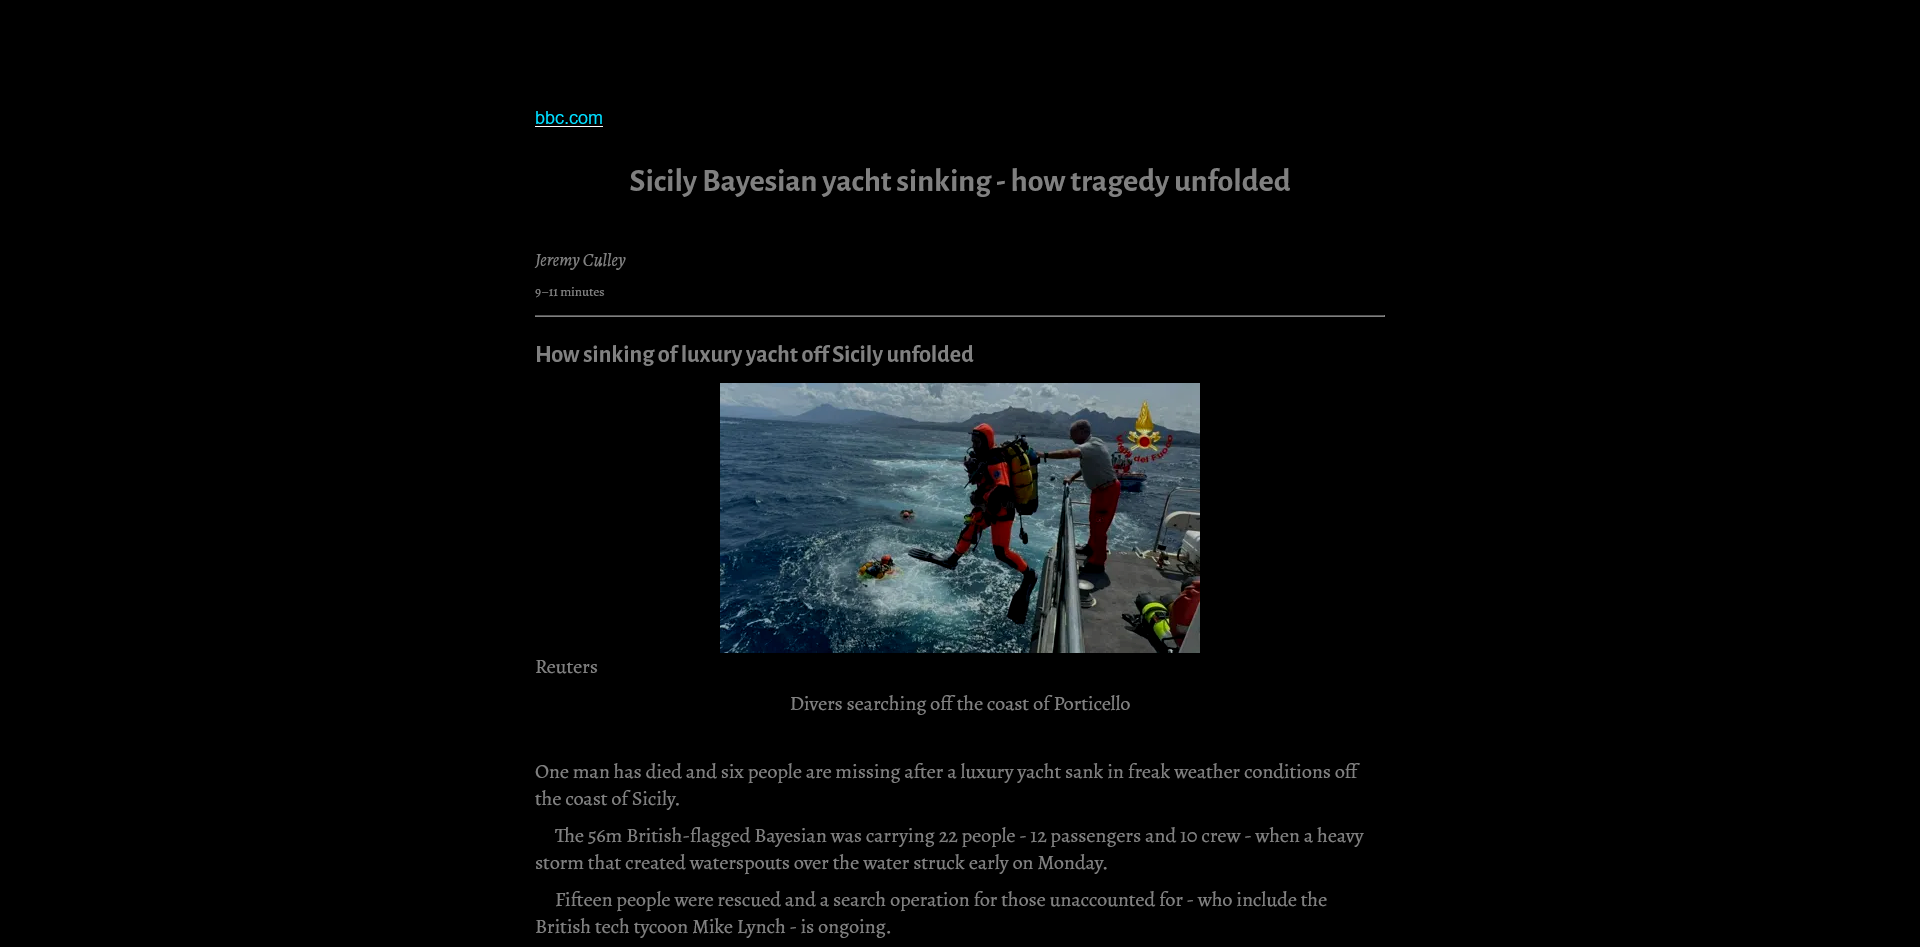 bbc.com
Sicily Bayesian yacht sinking - how tragedy unfolded
Jeremy Culley
9–11 minutes
How sinking of luxury yacht off Sicily unfolded
Vigili del Fuoco
Reuters
Divers searching off the coast of Porticello
One man has died and six people are missing after a luxury yacht sank in freak weather conditions off
the coast of Sicily.
The 56m British-flagged Bayesian was carrying 22 people - 12 passengers and 10 crew - when a heavy
storm that created waterspouts over the water struck early on Monday.
Fifteen people were rescued and a search operation for those unaccounted for - who include the
British tech tycoon Mike Lynch - is ongoing.